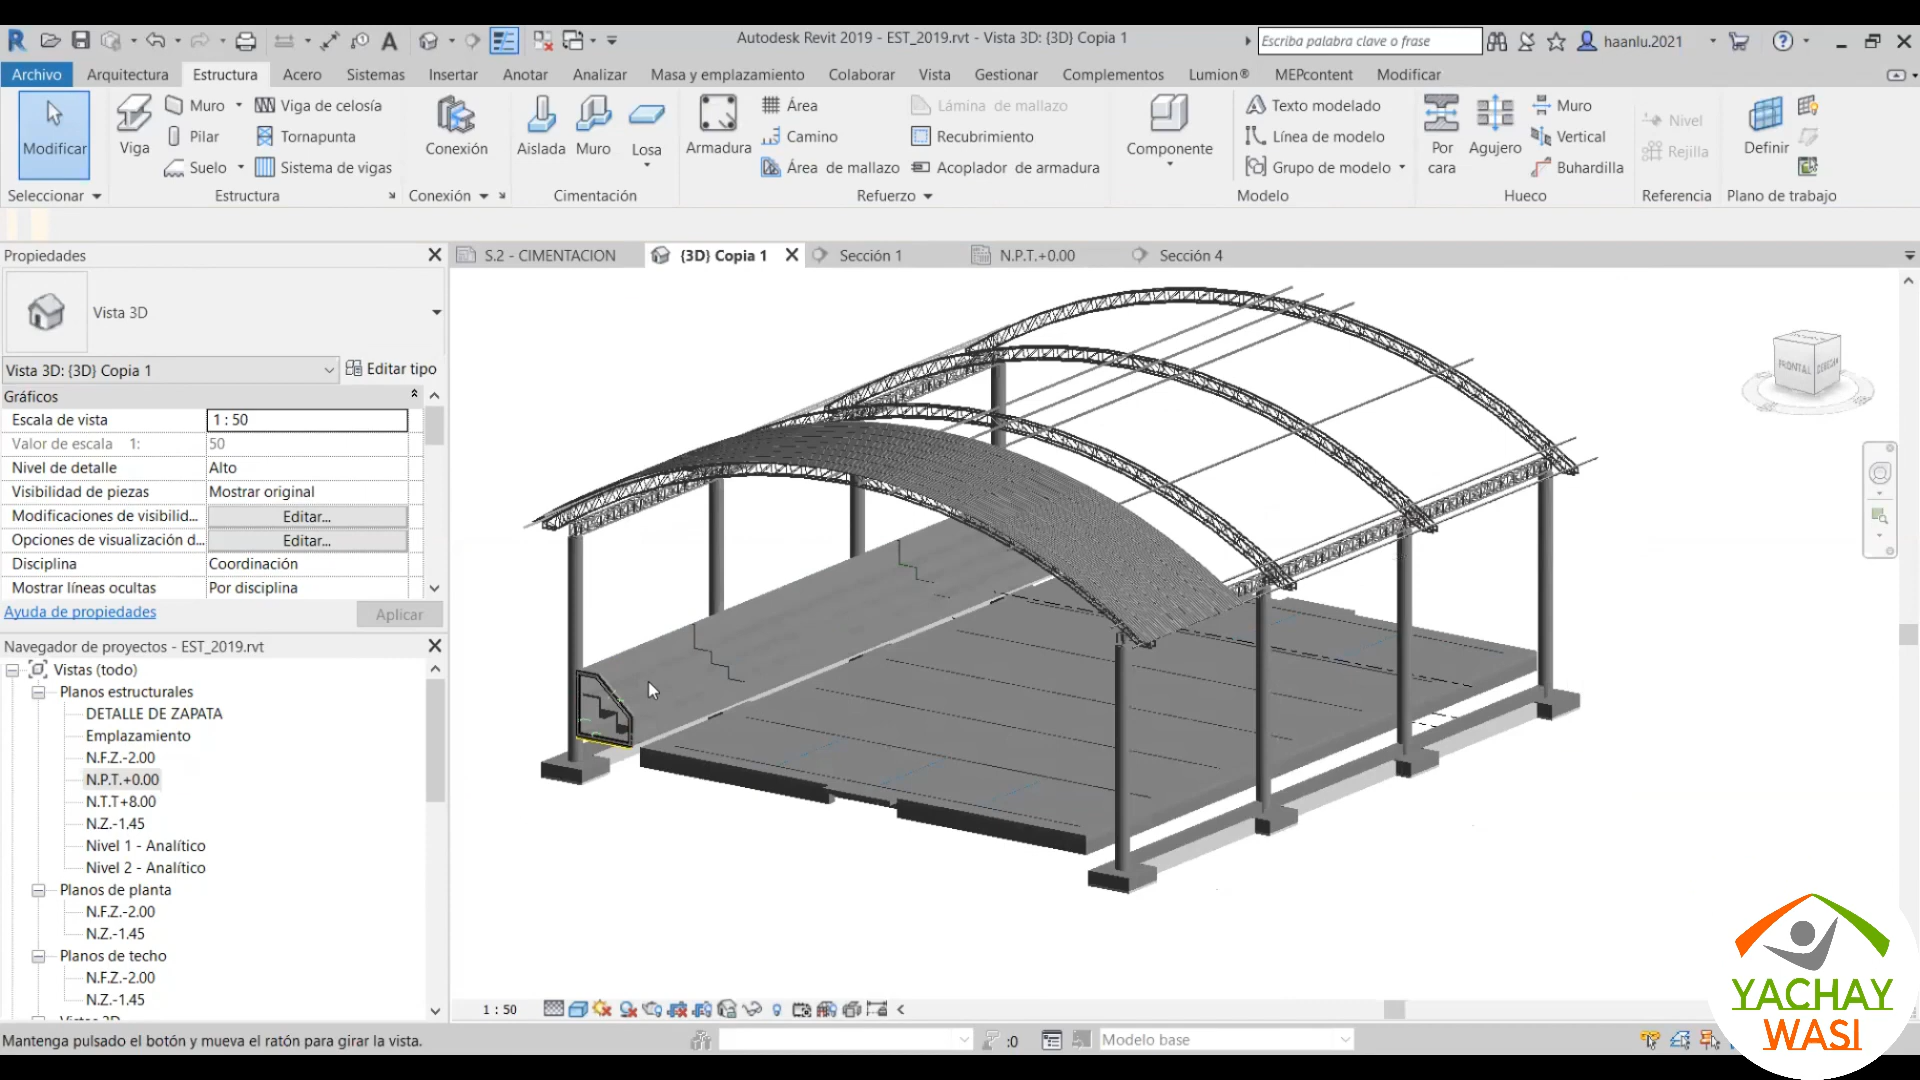 Autodesk Revit 2019 - EST_2019.rvt - Vista 3D: {3D} Copia 1
Escriba palabra clave o frase
haanlu.2021
Archivo Arquitectura Estructura Acero Sistemas Insertar Anotar Analizar Masa y emplazamiento Colaborar Vista Gestionar Complementos Lumion® MEPcontent Modificar
Modificar
Viga
Muro
Pilar
Suelo
Viga de celosía
Tornapunta
Sistema de vigas
Conexión
Aislada
Muro
Losa
Armadura
Área
Camino
Área de mallazo
Lámina de mallazo
Recubrimiento
Acoplador de armadura
Componente
Texto modelado
Línea de modelo
Grupo de modelo
Por cara
Agujero
Muro
Vertical
Buhardilla
Nivel
Rejilla
Definir
Seleccionar Estructura Conexión Cimentación Refuerzo Modelo Hueco Referencia Plano de trabajo
Propiedades
S.2 - CIMENTACION {3D} Copia 1 Sección 1 N.P.T.+0.00 Sección 4
Vista 3D
Vista 3D: {3D} Copia 1 Editar tipo
Gráficos
Escala de vista 1 : 50
Valor de escala 1: 50
Nivel de detalle Alto
Visibilidad de piezas Mostrar original
Modificaciones de visibilid... Editar...
Opciones de visualización d... Editar...
Disciplina Coordinación
Mostrar líneas ocultas Por disciplina
Ayuda de propiedades Aplicar
Navegador de proyectos - EST_2019.rvt
Vistas (todo)
Planos estructurales
DETALLE DE ZAPATA
Emplazamiento
N.F.Z.-2.00
N.P.T.+0.00
N.T.T+8.00
N.Z.-1.45
Nivel 1 - Analítico
Nivel 2 - Analítico
Planos de planta
N.F.Z.-2.00
N.Z.-1.45
Planos de techo
N.F.Z.-2.00
N.Z.-1.45
FRONTAL
1 : 50
Mantenga pulsado el botón y mueva el ratón para girar la vista.
:0
Modelo base
YACHAY
WASI